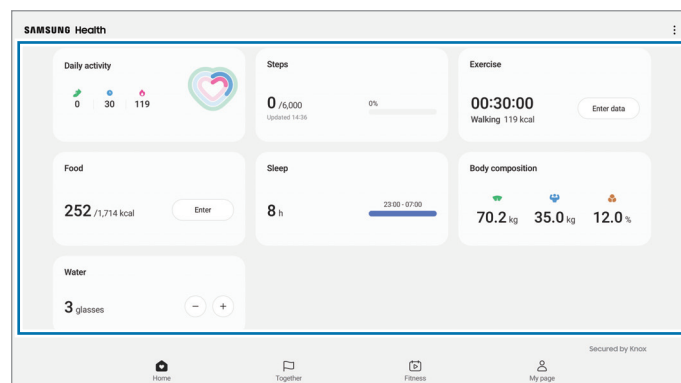 SAMSUNG Health
Daily activity
0 30 119
Steps
0 /6,000
0%
Updated 14:36
Exercise
00:30:00
Walking 119 kcal
Enter data
Food
252 /1,714 kcal
Enter
Sleep
8 h
23:00 - 07:00
Body composition
70.2 kg 35.0 kg 12.0 %
Water
3 glasses
Secured by Knox
Home Together Fitness My page